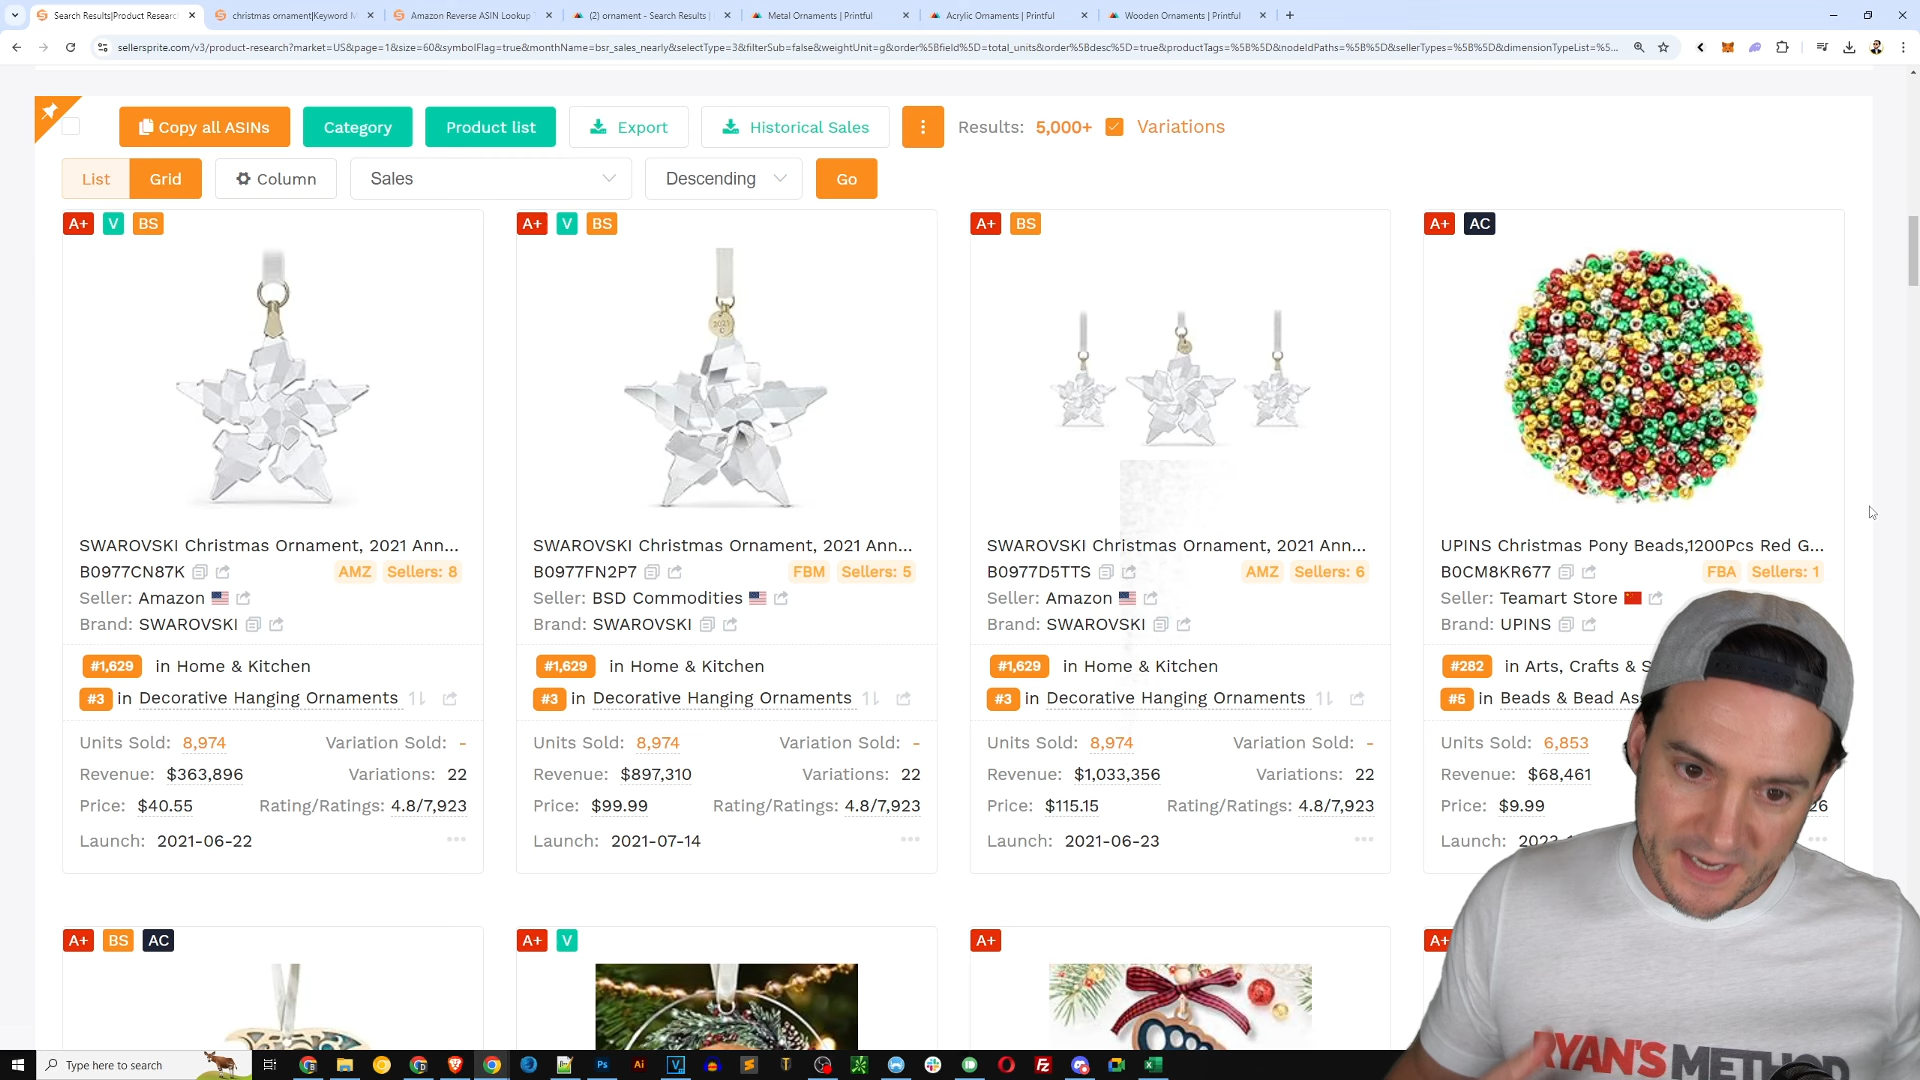 Search Results|Product Researc
christmas ornament|Keyword M
Amazon Reverse ASIN Lookup
(2) ornament - Search Results |
Metal Ornaments | Printful
Acrylic Ornaments | Printful
Wooden Ornaments | Printful
sellersprite.com/v3/product-research?market=US&page=1&size=60&symbolFlag=true&monthName=bsr_sales_nearly&selectType=3&filterSub=false&weightUnit=g&order%5Bfield%5D=total_units&order%5Bdesc%5D=true&productTags=%5B%5D&nodeIdPaths=%5B%5D&sellerTypes=%5B%5D&dimensionTypeList=%5...
Copy all ASINs Category Product list Export Historical Sales Results: 5,000+ Variations
List Grid Column Sales Descending Go
A+ V BS
SWAROVSKI Christmas Ornament, 2021 Ann...
B0977CN87K AMZ Sellers: 8
Seller: Amazon
Brand: SWAROVSKI
#1,629 in Home & Kitchen
#3 in Decorative Hanging Ornaments
Units Sold: 8,974 Variation Sold: -
Revenue: $363,896 Variations: 22
Price: $40.55 Rating/Ratings: 4.8/7,923
Launch: 2021-06-22
A+ V BS
2021
SWAROVSKI Christmas Ornament, 2021 Ann...
B0977FN2P7 FBM Sellers: 5
Seller: BSD Commodities
Brand: SWAROVSKI
#1,629 in Home & Kitchen
#3 in Decorative Hanging Ornaments
Units Sold: 8,974 Variation Sold: -
Revenue: $897,310 Variations: 22
Price: $99.99 Rating/Ratings: 4.8/7,923
Launch: 2021-07-14
A+ BS
SWAROVSKI Christmas Ornament, 2021 Ann...
B0977D5TTS AMZ Sellers: 6
Seller: Amazon
Brand: SWAROVSKI
#1,629 in Home & Kitchen
#3 in Decorative Hanging Ornaments
Units Sold: 8,974 Variation Sold: -
Revenue: $1,033,356 Variations: 22
Price: $115.15 Rating/Ratings: 4.8/7,923
Launch: 2021-06-23
A+ AC
UPINS Christmas Pony Beads,1200Pcs Red G...
B0CM8KR677 FBA Sellers: 1
Seller: Teamart Store
Brand: UPINS
#282 in Arts, Crafts & S
#5 in Beads & Bead As
Units Sold: 6,853
Revenue: $68,461
Price: $9.99 26
Launch:
A+ BS AC
A+ V
A+
A+
RYAN'S METHOD
Type here to search